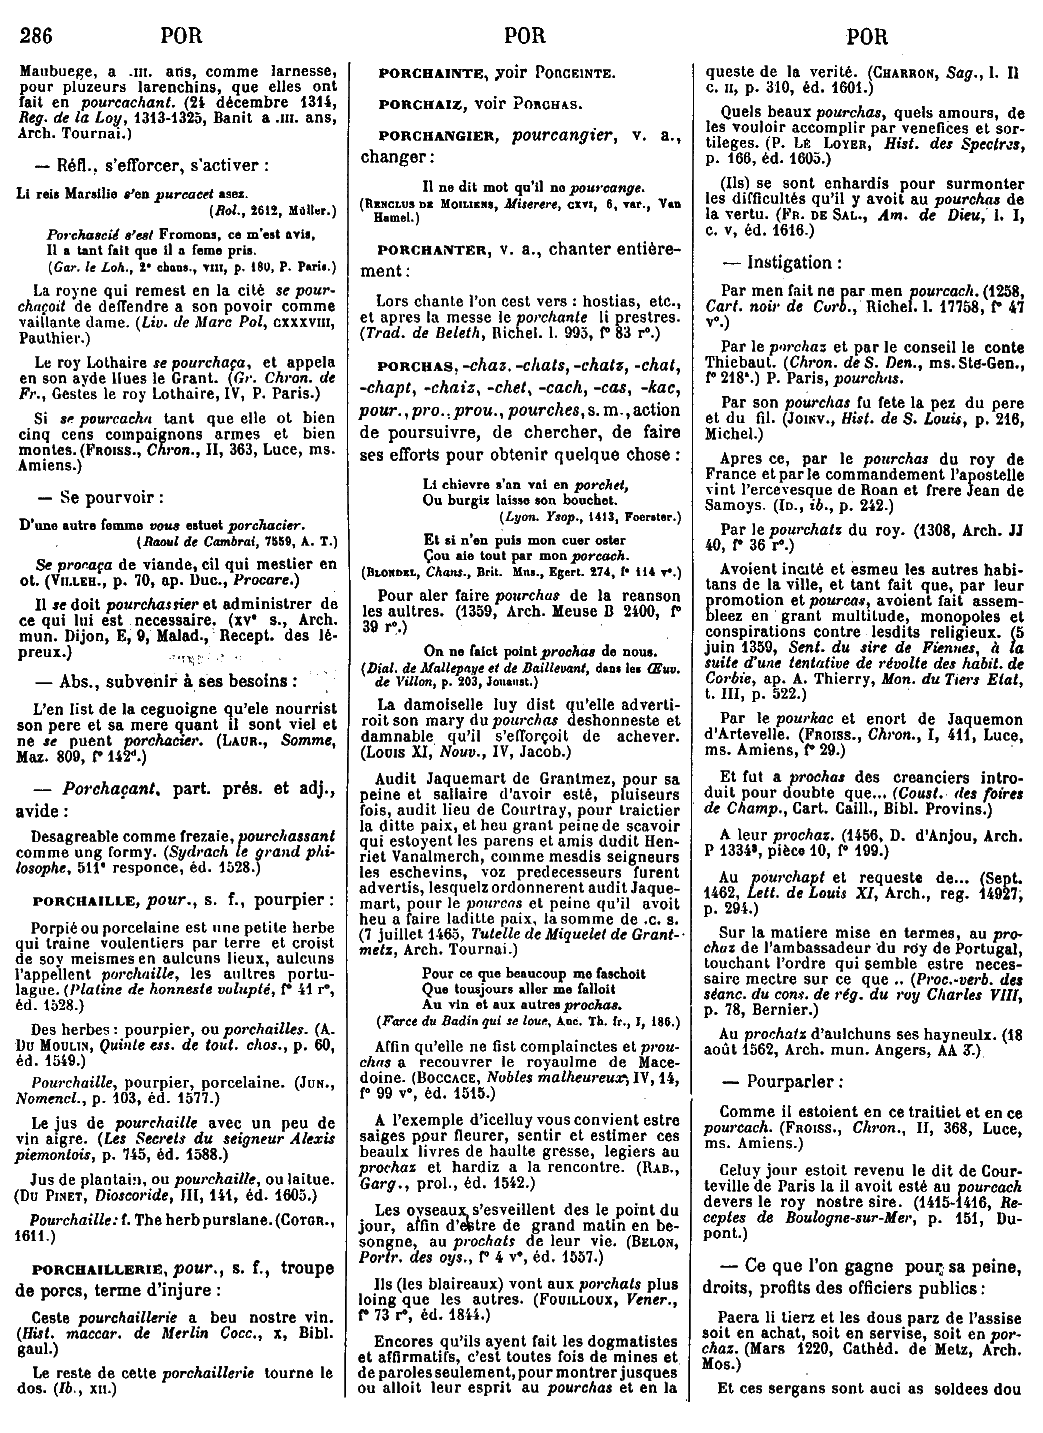 286 POR POR POR
Maubuege, a .III. ans, comme larnesse,
pour pluzeurs larenchins, que elles ont
fait en pourcachant. (24 décembre 1314,
Reg. de la Loy, 1313-1325, Banit a .III. ans,
Arch. Tournai.)
— Réfl., s'efforcer, s'activer :
Li reis Marsilie s'en purcacet asez.
(Rol., 2612, Müller.)
Porchascié s'est Fromons, ce m'est avis,
Il a tant fait que il a feme pris.
(Gar. le Loh., 2e chans., VIII, p. 180, P. Paris.)
La royne qui remest en la cité se pour-
chaçoit de deffendre a son povoir comme
vaillante dame. (Liv. de Marc Pol, CXXXVIII,
Pauthier.)
Le roy Lothaire se pourchaça, et appela
en son ayde llues le Grant. (Gr. Chron. de
Fr., Gestes le roy Lothaire, IV, P. Paris.)
Si se pourcacha tant que elle ot bien
cinq cens compaignons armes et bien
montes. (FROISS., Chron., II, 363, Luce, ms.
Amiens.)
— Se pourvoir :
D'une autre femme vous estuet porchacier.
(Raoul de Cambrai, 7559, A. T.)
Se procaça de viande, cil qui mestier en
ot. (VILLEH., p. 70, ap. Duc., Procare.)
Il se doit pourchassier et administrer de
ce qui lui est necessaire. (XVe s., Arch.
mun. Dijon, E, 9, Malad., Recept. des lé-
preux.)
— Abs., subvenir à ses besoins :
L'en list de la ceguoigne qu'ele nourrist
son pere et sa mere quant il sont viel et
ne se puent porchacier. (LAUR., Somme,
Maz. 809, f° 142d.)
— Porchaçant, part. prés. et adj.,
avide :
Desagreable comme frezaie, pourchassant
comme ung formy. (Sydrach le grand phi-
losophe, 511e responce, éd. 1528.)
PORCHAILLE, pour., s. f., pourpier :
Porpié ou porcelaine est une petite herbe
qui traine voulentiers par terre et croist
de soy meismes en aulcuns lieux, aulcuns
l'appellent porchaille, les aultres portu-
lague. (Platine de honneste volupté, f° 41 r°,
éd. 1528.)
Des herbes : pourpier, ou porchailles. (A.
DU MOULIN, Quinte ess. de tout. chos., p. 60,
éd. 1549.)
Pourchaille, pourpier, porcelaine. (JUN.,
Nomencl., p. 103, éd. 1577.)
Le jus de pourchaille avec un peu de
vin aigre. (Les Secrets du seigneur Alexis
piemontois, p. 745, éd. 1588.)
Jus de plantain, ou pourchaille, ou laitue.
(DU PINET, Dioscoride, III, 141, éd. 1605.)
Pourchaille: f. The herb purslane. (COTGR.,
1611.)
PORCHAILLERIE, pour., s. f., troupe
de porcs, terme d'injure :
Ceste pourchaillerie a beu nostre vin.
(Hist. maccar. de Merlin Cocc., X, Bibl.
gaul.)
Le reste de cette porchaillerie tourne le
dos. (Ib., XII.)
PORCHAINTE, voir PORCEINTE.
PORCHAIZ, voir PORCHAS.
PORCHANGIER, pourcangier, v. a.,
changer :
Il ne dit mot qu'il ne pourcange.
(RENCLUS DE MOILIENS, Miserere, CXVI, 6, var., Van
Hamel.)
PORCHANTER, v. a., chanter entière-
ment :
Lors chante l'on cest vers : hostias, etc.,
et apres la messe le porchante li prestres.
(Trad. de Beleth, Richel. l. 995, f° 83 r°.)
PORCHAS, -chaz. -chats, -chatz, -chat,
-chapt, -chaiz, -chet, -cach, -cas, -kac,
pour., pro., prou., pourches, s. m., action
de poursuivre, de chercher, de faire
ses efforts pour obtenir quelque chose :
Li chievre s'an vai en porchet,
Ou burgiz laisse son bouchet.
(Lyon. Ysop., 1413, Foerster.)
Et si n'en puis mon cuer oster
Çou aie tout par mon porcach.
(BLONDEL, Chans., Brit. Mus., Egert. 274, f° 114 v°.)
Pour aler faire pourchas de la reanson
les aultres. (1359, Arch. Meuse B 2400, f°
39 r°.)
On ne faict point prochas de nous.
(Dial. de Mallepaye et de Baillevant, dans les Œuv.
de Villon, p. 203, Jouaust.)
La damoiselle luy dist qu'elle adverti-
roit son mary du pourchas deshonneste et
damnable qu'il s'efforçoit de achever.
(LOUIS XI, Nouv., IV, Jacob.)
Audit Jaquemart de Grantmez, pour sa
peine et sallaire d'avoir esté, pluiseurs
fois, audit lieu de Courtray, pour traictier
la ditte paix, et heu grant peine de scavoir
qui estoyent les parens et amis dudit Hen-
riet Vanalmerch, comme mesdis seigneurs
les eschevins, voz predecesseurs furent
advertis, lesquelz ordonnerent audit Jaque-
mart, pour le pourcas et peine qu'il avoit
heu a faire laditte paix, la somme de .c. s.
(7 juillet 1465, Tutelle de Miquelet de Grant-
metz, Arch. Tournai.)
Pour ce que beaucoup me faschoit
Que tousjours aller me falloit
Au vin et aux autres prochas.
(Farce du Badin qui se loue, Anc. Th. fr., I, 186.)
Affin qu'elle ne fist complainctes et prou-
chas a recouvrer le royaulme de Mace-
doine. (BOCCACE, Nobles malheureux, IV, 14,
f° 99 v°, éd. 1515.)
A l'exemple d'icelluy vous convient estre
saiges pour fleurer, sentir et estimer ces
beaulx livres de haulte gresse, legiers au
prochaz et hardiz a la rencontre. (RAB.,
Garg., prol., éd. 1542.)
Les oyseaux s'esveillent des le point du
jour, affin d'estre de grand matin en be-
songne, au prochats de leur vie. (BELON,
Portr. des oys., f° 4 v°, éd. 1557.)
Ils (les blaireaux) vont aux porchats plus
loing que les autres. (FOUILLOUX, Vener.,
f° 73 r°, éd. 1844.)
Encores qu'ils ayent fait les dogmatistes
et affirmatifs, c'est toutes fois de mines et
de paroles seulement, pour montrer jusques
ou alloit leur esprit au pourchas et en la
queste de la verité. (CHARRON, Sag., l. II
c. II, p. 310, éd. 1601.)
Quels beaux pourchas, quels amours, de
les vouloir accomplir par venefices et sor-
tileges. (P. LE LOYER, Hist. des Spectres,
p. 166, éd. 1605.)
(Ils) se sont enhardis pour surmonter
les difficultés qu'il y avoit au pourchas de
la vertu. (FR. DE SAL., Am. de Dieu, l. I,
c. v, éd. 1616.)
— Instigation :
Par men fait ne par men pourcach. (1258,
Cart. noir de Corb., Richel. l. 17758, f° 47
v°.)
Par le porchaz et par le conseil le conte
Thiebaut. (Chron. de S. Den., ms. Ste-Gen.,
f° 218a.) P. Paris, pourchas.
Par son pourchas fu fete la pez du pere
et du fil. (JOINV., Hist. de S. Louis, p. 216,
Michel.)
Apres ce, par le pourchas du roy de
France et par le commandement l'apostelle
vint l'ercevesque de Roan et frere Jean de
Samoys. (ID., ib., p. 242.)
Par le pourchatz du roy. (1308, Arch. JJ
40, f° 36 r°.)
Avoient incité et esmeu les autres habi-
tans de la ville, et tant fait que, par leur
promotion et pourcas, avoient fait assem-
bleez en grant multitude, monopoles et
conspirations contre lesdits religieux. (5
juin 1359, Sent. du sire de Fiennes, à la
suite d'une tentative de révolte des habit. de
Corbie, ap. A. Thierry, Mon. du Tiers Etat,
t. III, p. 522.)
Par le pourkac et enort de Jaquemon
d'Artevelle. (FROISS., Chron., I, 411, Luce,
ms. Amiens, f° 29.)
Et fut a prochas des creanciers intro-
duit pour doubte que... (Coust. des foires
de Champ., Cart. Caill., Bibl. Provins.)
A leur prochaz. (1456, D. d'Anjou, Arch.
P 1334⁸, pièce 10, f° 199.)
Au pourchapt et requeste de... (Sept.
1462, Lett. de Louis XI, Arch., reg. 14927,
p. 294.)
Sur la matiere mise en termes, au pro-
chaz de l'ambassadeur du roy de Portugal,
touchant l'ordre qui semble estre neces-
saire mectre sur ce que .. (Proc.-verb. des
séanc. du cons. de rég. du roy Charles VIII,
p. 78, Bernier.)
Au prochatz d'aulchuns ses hayneulx. (18
août 1562, Arch. mun. Angers, AA 3.)
— Pourparler :
Comme il estoient en ce traitiet et en ce
pourcach. (FROISS., Chron., II, 368, Luce,
ms. Amiens.)
Celuy jour estoit revenu le dit de Cour-
teville de Paris la il avoit esté au pourcach
devers le roy nostre sire. (1415-1416, Re-
ceptes de Boulogne-sur-Mer, p. 151, Du-
pont.)
— Ce que l'on gagne pour sa peine,
droits, profits des officiers publics :
Paera li tierz et les dous parz de l'assise
soit en achat, soit en servise, soit en por-
chaz. (Mars 1220, Cathéd. de Metz, Arch.
Mos.)
Et ces sergans sont auci as soldees dou